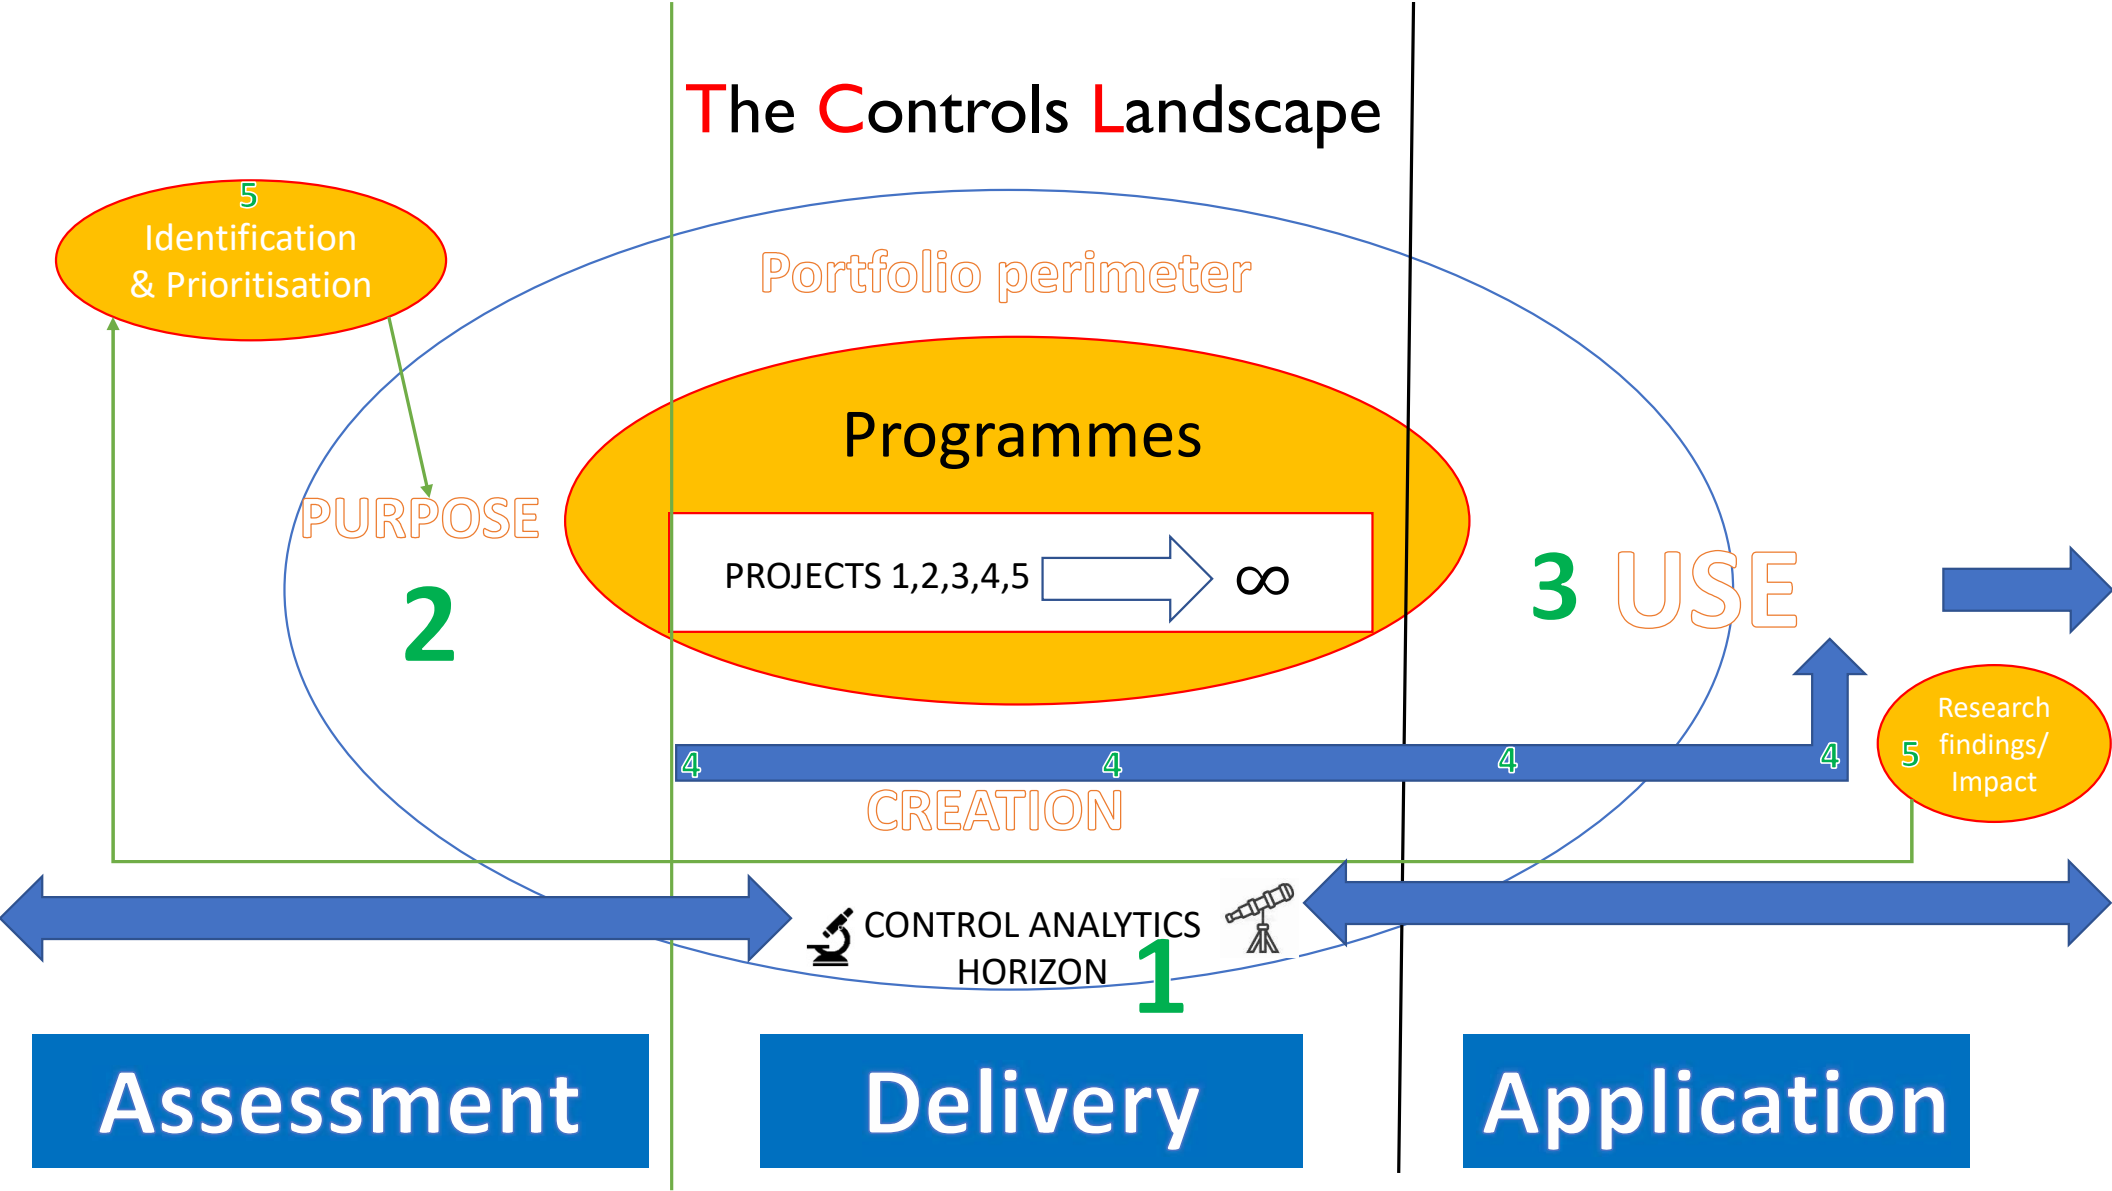 The Controls Landscape
5
Identification
& Prioritisation
Portfolio perimeter
Programmes
PURPOSE
2
PROJECTS 1,2,3,4,5
∞
3
USE
4
4
4
4
CREATION
5
Research
findings/
Impact
CONTROL ANALYTICS
HORIZON
1
Assessment
Delivery
Application